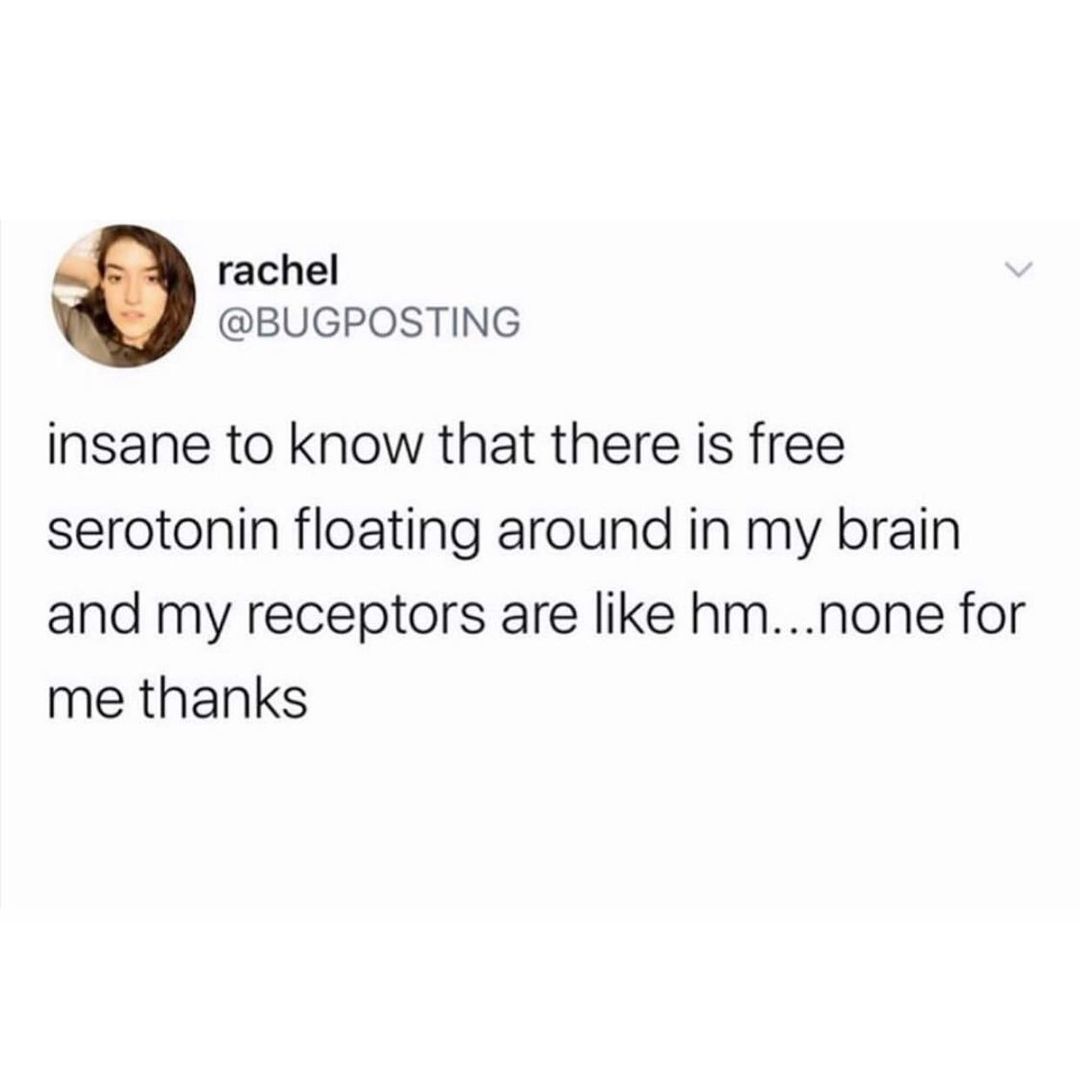 rachel
@BUGPOSTING
insane to know that there is free
serotonin floating around in my brain
and my receptors are like hm...none for
me thanks